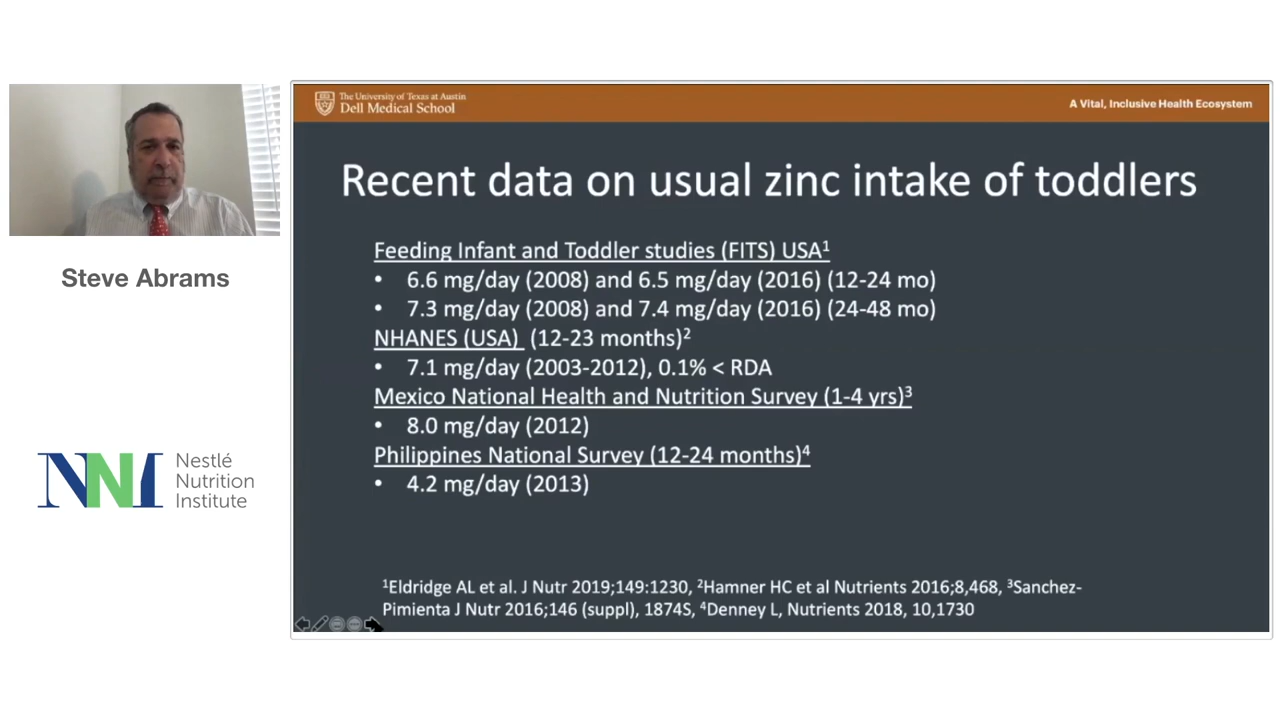 The University of Texas at Austin
Dell Medical School
A Vital, Inclusive Health Ecosystem
Recent data on usual zinc intake of toddlers
Feeding Infant and Toddler studies (FITS) USA¹
• 6.6 mg/day (2008) and 6.5 mg/day (2016) (12-24 mo)
• 7.3 mg/day (2008) and 7.4 mg/day (2016) (24-48 mo)
NHANES (USA) (12-23 months)²
• 7.1 mg/day (2003-2012), 0.1% < RDA
Mexico National Health and Nutrition Survey (1-4 yrs)³
• 8.0 mg/day (2012)
Philippines National Survey (12-24 months)⁴
• 4.2 mg/day (2013)
¹Eldridge AL et al. J Nutr 2019;149:1230, ²Hamner HC et al Nutrients 2016;8,468, ³Sanchez-
Pimienta J Nutr 2016;146 (suppl), 1874S, ⁴Denney L, Nutrients 2018, 10,1730
Steve Abrams
NNI
Nestlé
Nutrition
Institute